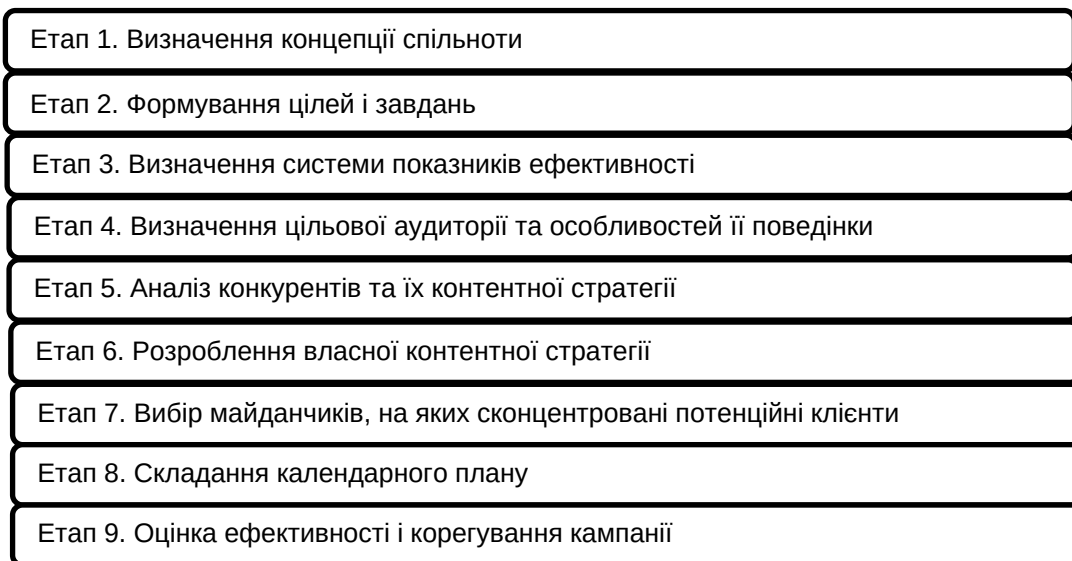 Етап 1. Визначення концепції спільноти
Етап 2. Формування цілей і завдань
Етап 3. Визначення системи показників ефективності
Етап 4. Визначення цільової аудиторії та особливостей її поведінки
Етап 5. Аналіз конкурентів та їх контентної стратегії
Етап 6. Розроблення власної контентної стратегії
Етап 7. Вибір майданчиків, на яких сконцентровані потенційні клієнти
Етап 8. Складання календарного плану
Етап 9. Оцінка ефективності і корегування кампанії